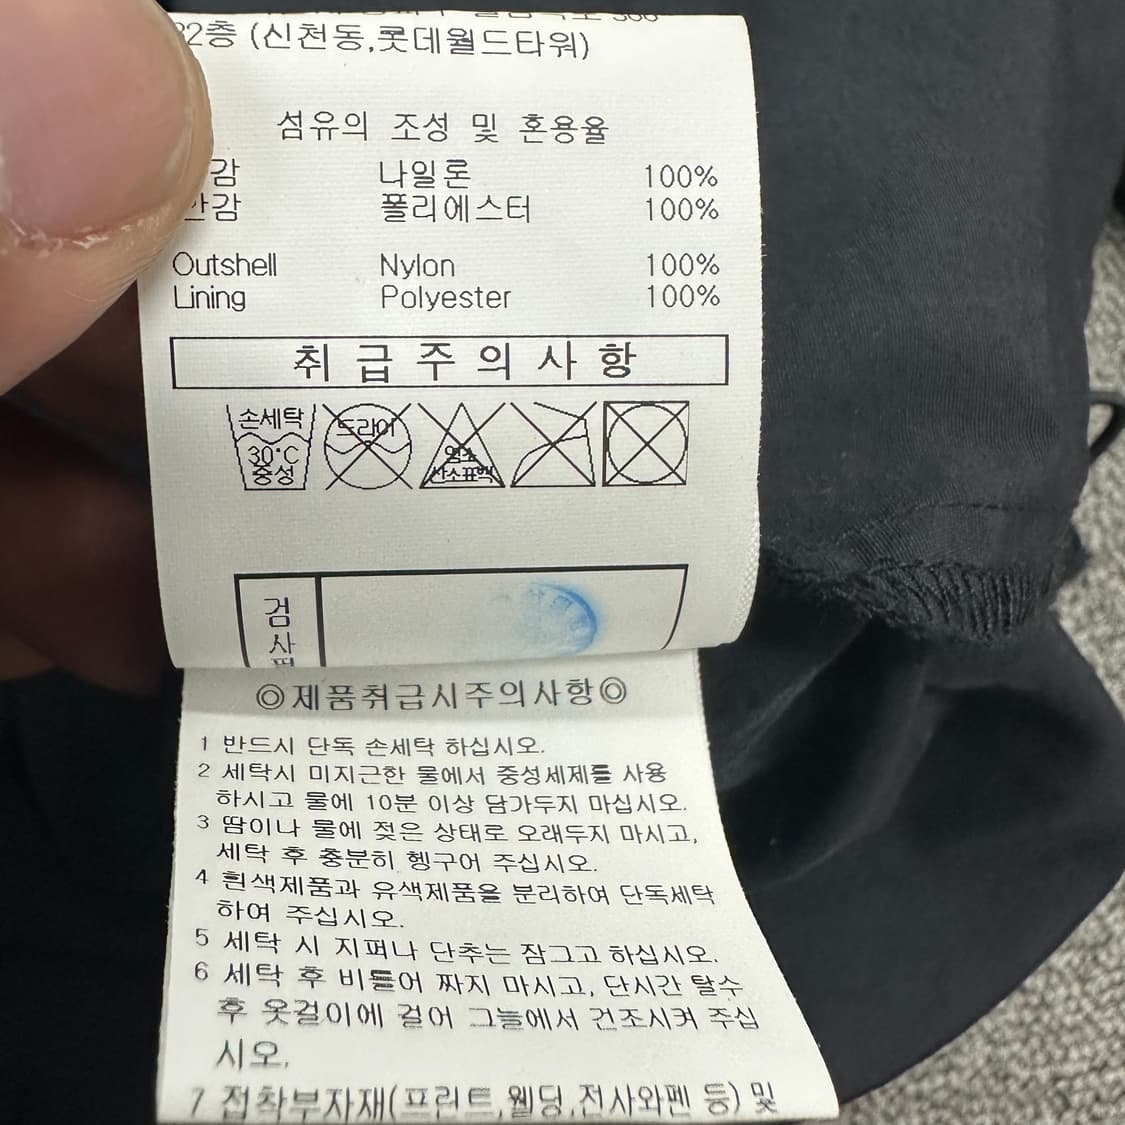 22층 (신천동,롯데월드타워)
섬유의 조성 및 혼용율
감 나일론 100%
안감 폴리에스터 100%
Outshell Nylon 100%
Lining Polyester 100%
취급주의사항
손세탁 30°C 중성
드라이
염소 산소표백
검사필
◎제품취급시주의사항◎
1 반드시 단독 손세탁 하십시오.
2 세탁시 미지근한 물에서 중성세제를 사용
하시고 물에 10분 이상 담가두지 마십시오.
3 땀이나 물에 젖은 상태로 오래두지 마시고,
세탁 후 충분히 헹구어 주십시오.
4 흰색제품과 유색제품을 분리하여 단독세탁
하여 주십시오.
5 세탁 시 지퍼나 단추는 잠그고 하십시오.
6 세탁 후 비틀어 짜지 마시고, 단시간 탈수
후 옷걸이에 걸어 그늘에서 건조시켜 주십
시오.
7 접착부자재(프린트,웰딩,전사와펜 등) 및